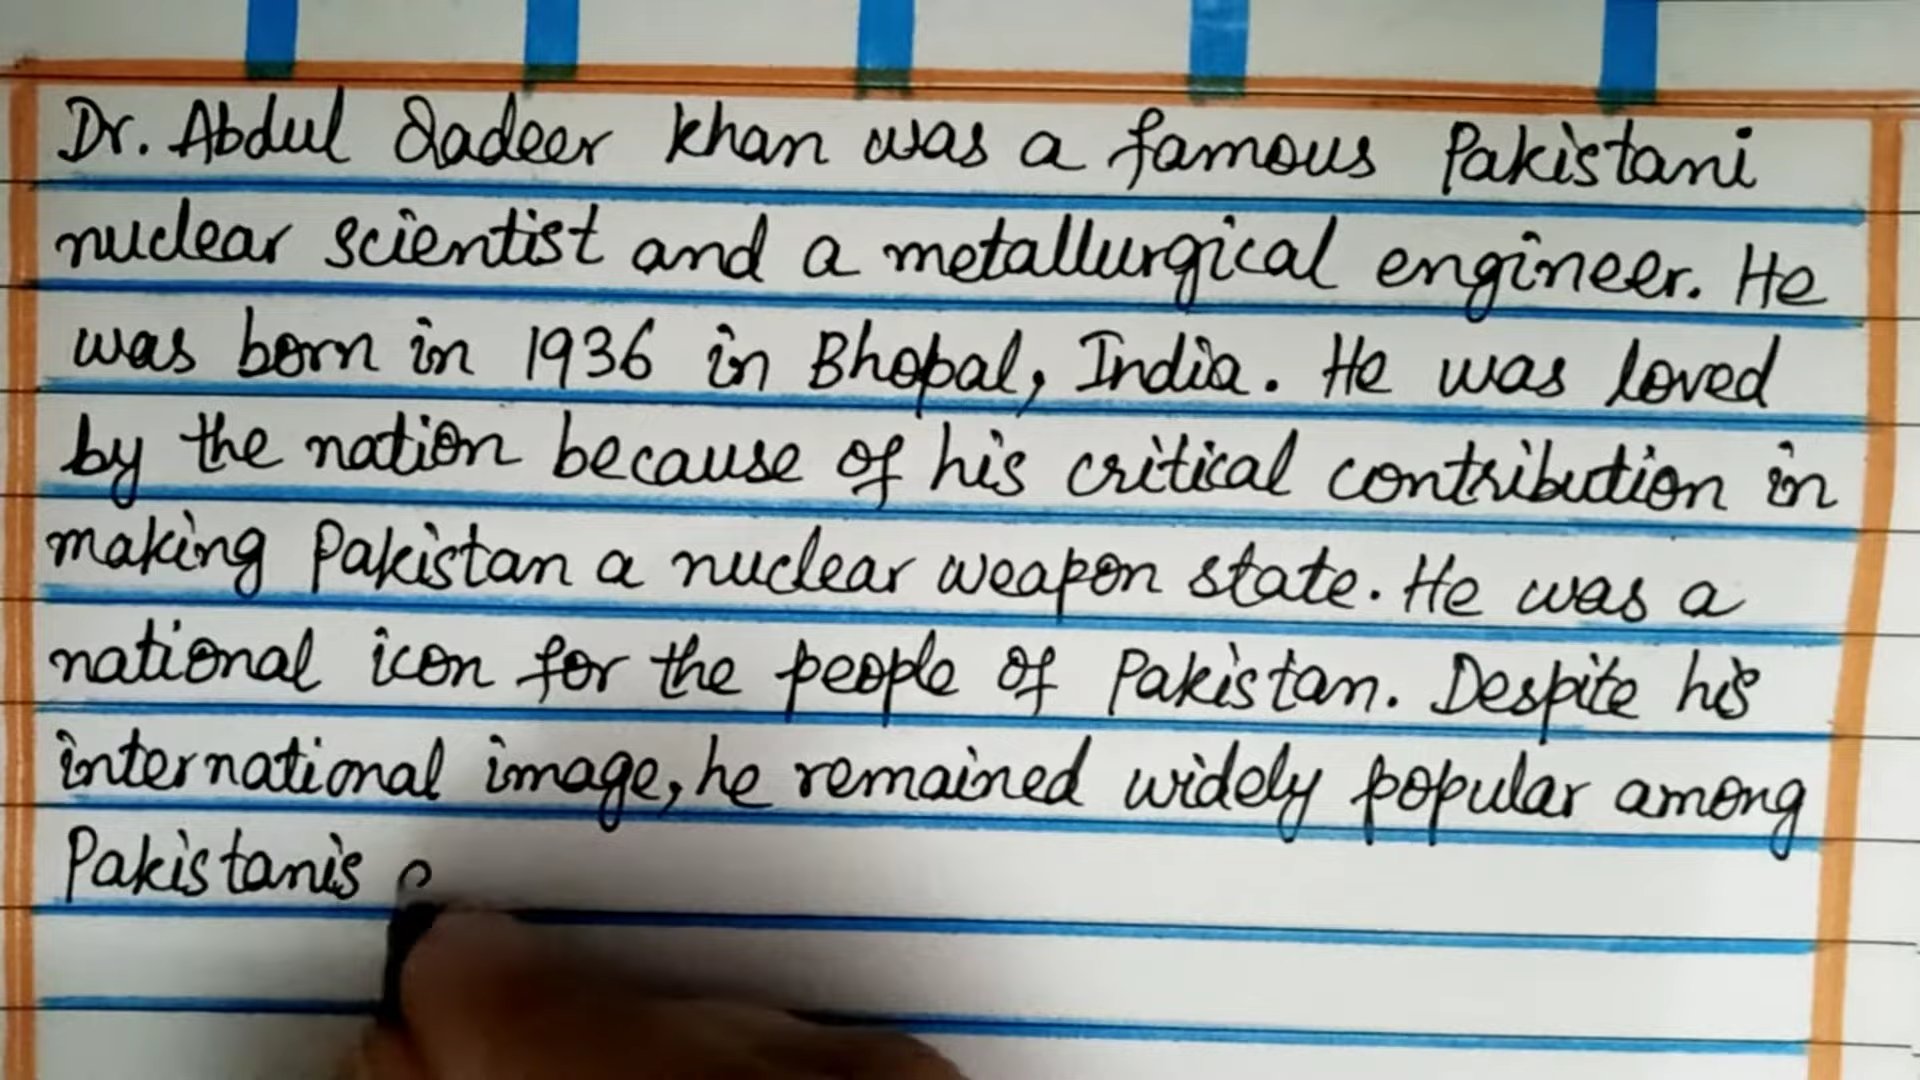 Dr. Abdul Qadeer Khan was a famous Pakistani
nuclear scientist and a metallurgical engineer. He
was born in 1936 in Bhopal, India. He was loved
by the nation because of his critical contribution in
making Pakistan a nuclear weapon state. He was a
national icon for the people of Pakistan. Despite his
international image, he remained widely popular among
Pakistanis